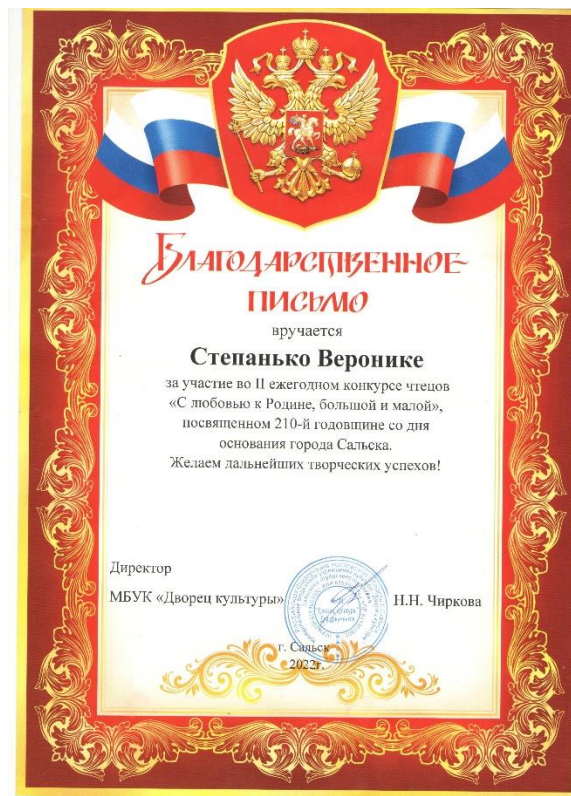 Благодарственное
письмо
вручается
Степанько Веронике
за участие во II ежегодном конкурсе чтецов
«С любовью к Родине, большой и малой»,
посвященном 210-й годовщине со дня
основания города Сальска.
Желаем дальнейших творческих успехов!
Директор
МБУК «Дворец культуры» Н.Н. Чиркова
г. Сальск
2022г.